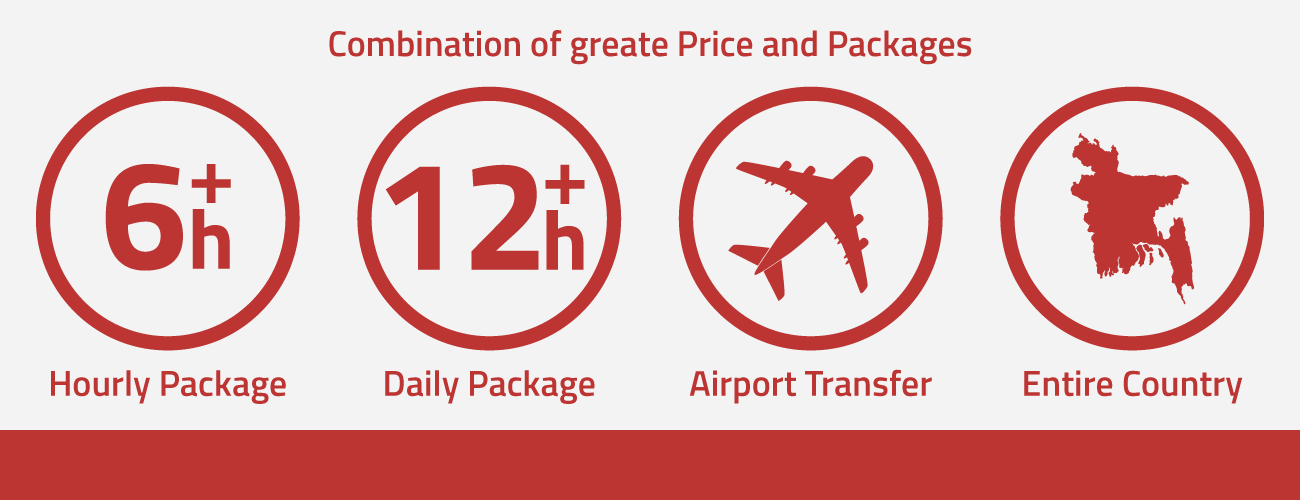 Combination of greate Price and Packages
6+h
12+h
Hourly Package
Daily Package
Airport Transfer
Entire Country